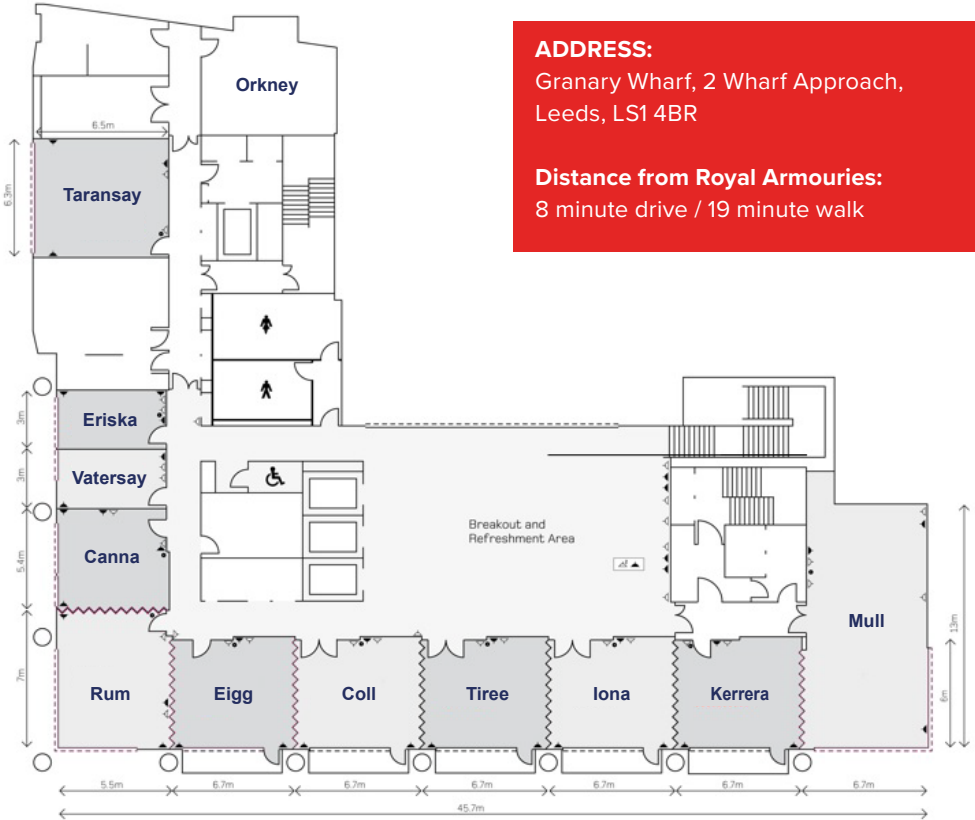 ADDRESS:
Granary Wharf, 2 Wharf Approach,
Leeds, LS1 4BR
Distance from Royal Armouries:
8 minute drive / 19 minute walk
Orkney
6.5m
6.3m
Taransay
3m
Eriska
3m
Vatersay
5.4m
Canna
Breakout and
Refreshment Area
Mull
13m
7m
6m
Rum
Eigg
Coll
Tiree
Iona
Kerrera
5.5m
6.7m
6.7m
6.7m
6.7m
6.7m
6.7m
45.7m